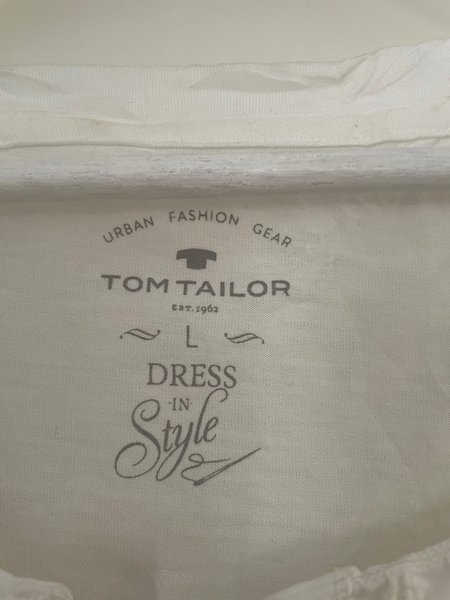 URBAN FASHION GEAR
TOM TAILOR
EST.1962
L
DRESS
-IN-
Style